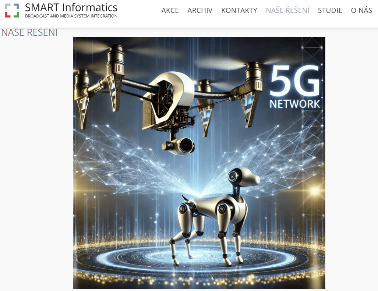 SMART Informatics
BROADCAST AND MEDIA SYSTEM INTEGRATION
AKCE ARCHIV KONTAKTY NAŠE ŘEŠENÍ STUDIE O NÁS
NAŠE ŘEŠENÍ
5G
NETWORK